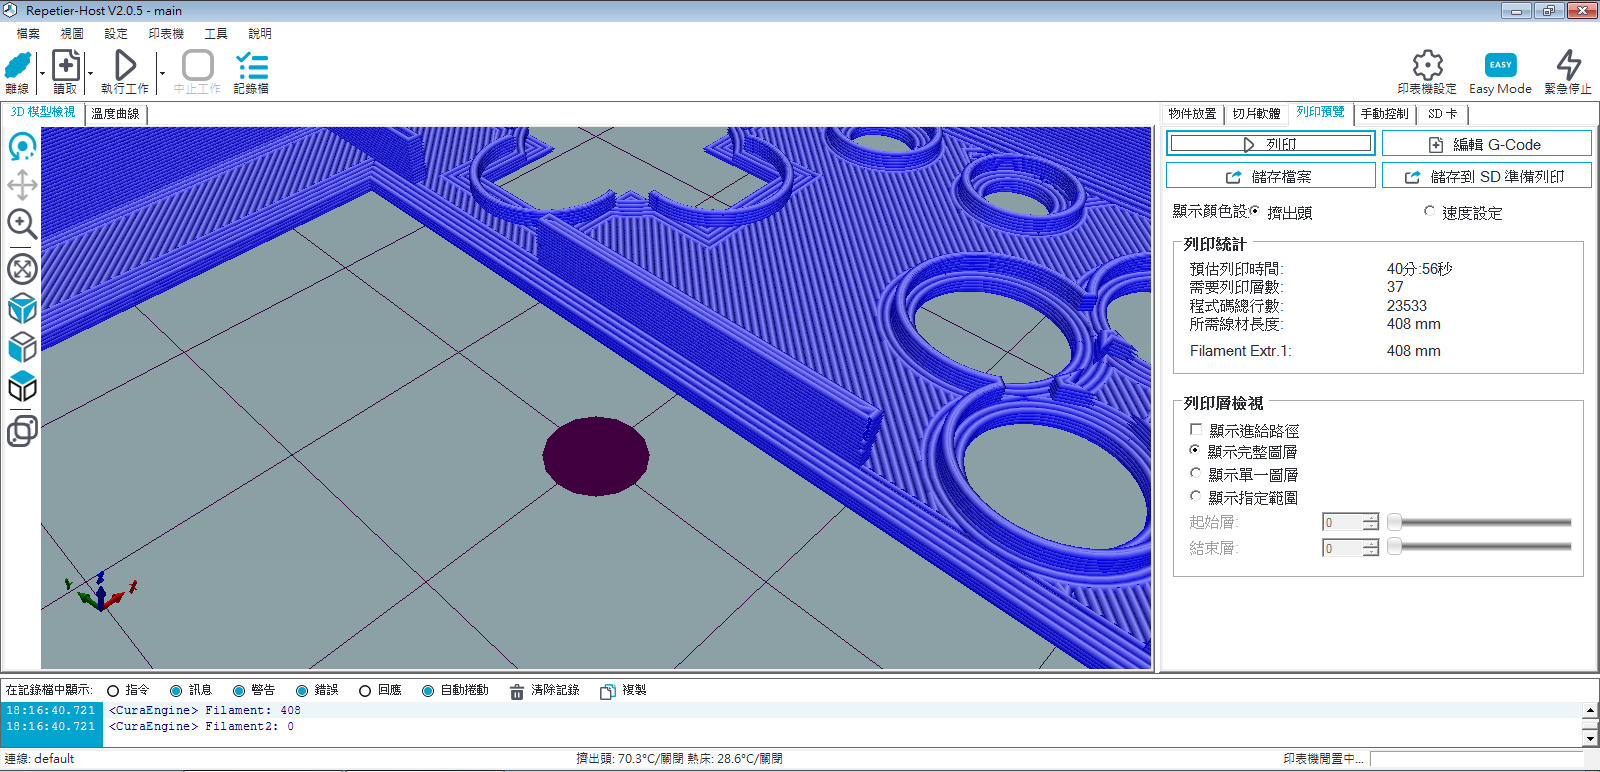 Repetier-Host V2.0.5 - main
檔案 視圖 設定 印表機 工具 說明
離線 讀取 執行工作 中止工作 記錄檔 印表機設定 EASY Easy Mode 緊急停止
3D 模型檢視 溫度曲線
物件放置 切片軟體 列印預覽 手動控制 SD 卡
列印 編輯 G-Code
儲存檔案 儲存到 SD 準備列印
顯示顏色設 擠出頭 速度設定
列印統計
預估列印時間: 40分:56秒
需要列印層數: 37
程式碼總行數: 23533
所需線材長度: 408 mm
Filament Extr.1: 408 mm
列印層檢視
顯示進給路徑
顯示完整圖層
顯示單一圖層
顯示指定範圍
起始層: 0
結束層: 0
Y Z X
在記錄檔中顯示: 指令 訊息 警告 錯誤 回應 自動捲動 清除記錄 複製
18:16:40.721 <CuraEngine> Filament: 408
18:16:40.721 <CuraEngine> Filament2: 0
連線: default 擠出頭: 70.3°C/關閉 熱床: 28.6°C/關閉 印表機閒置中...